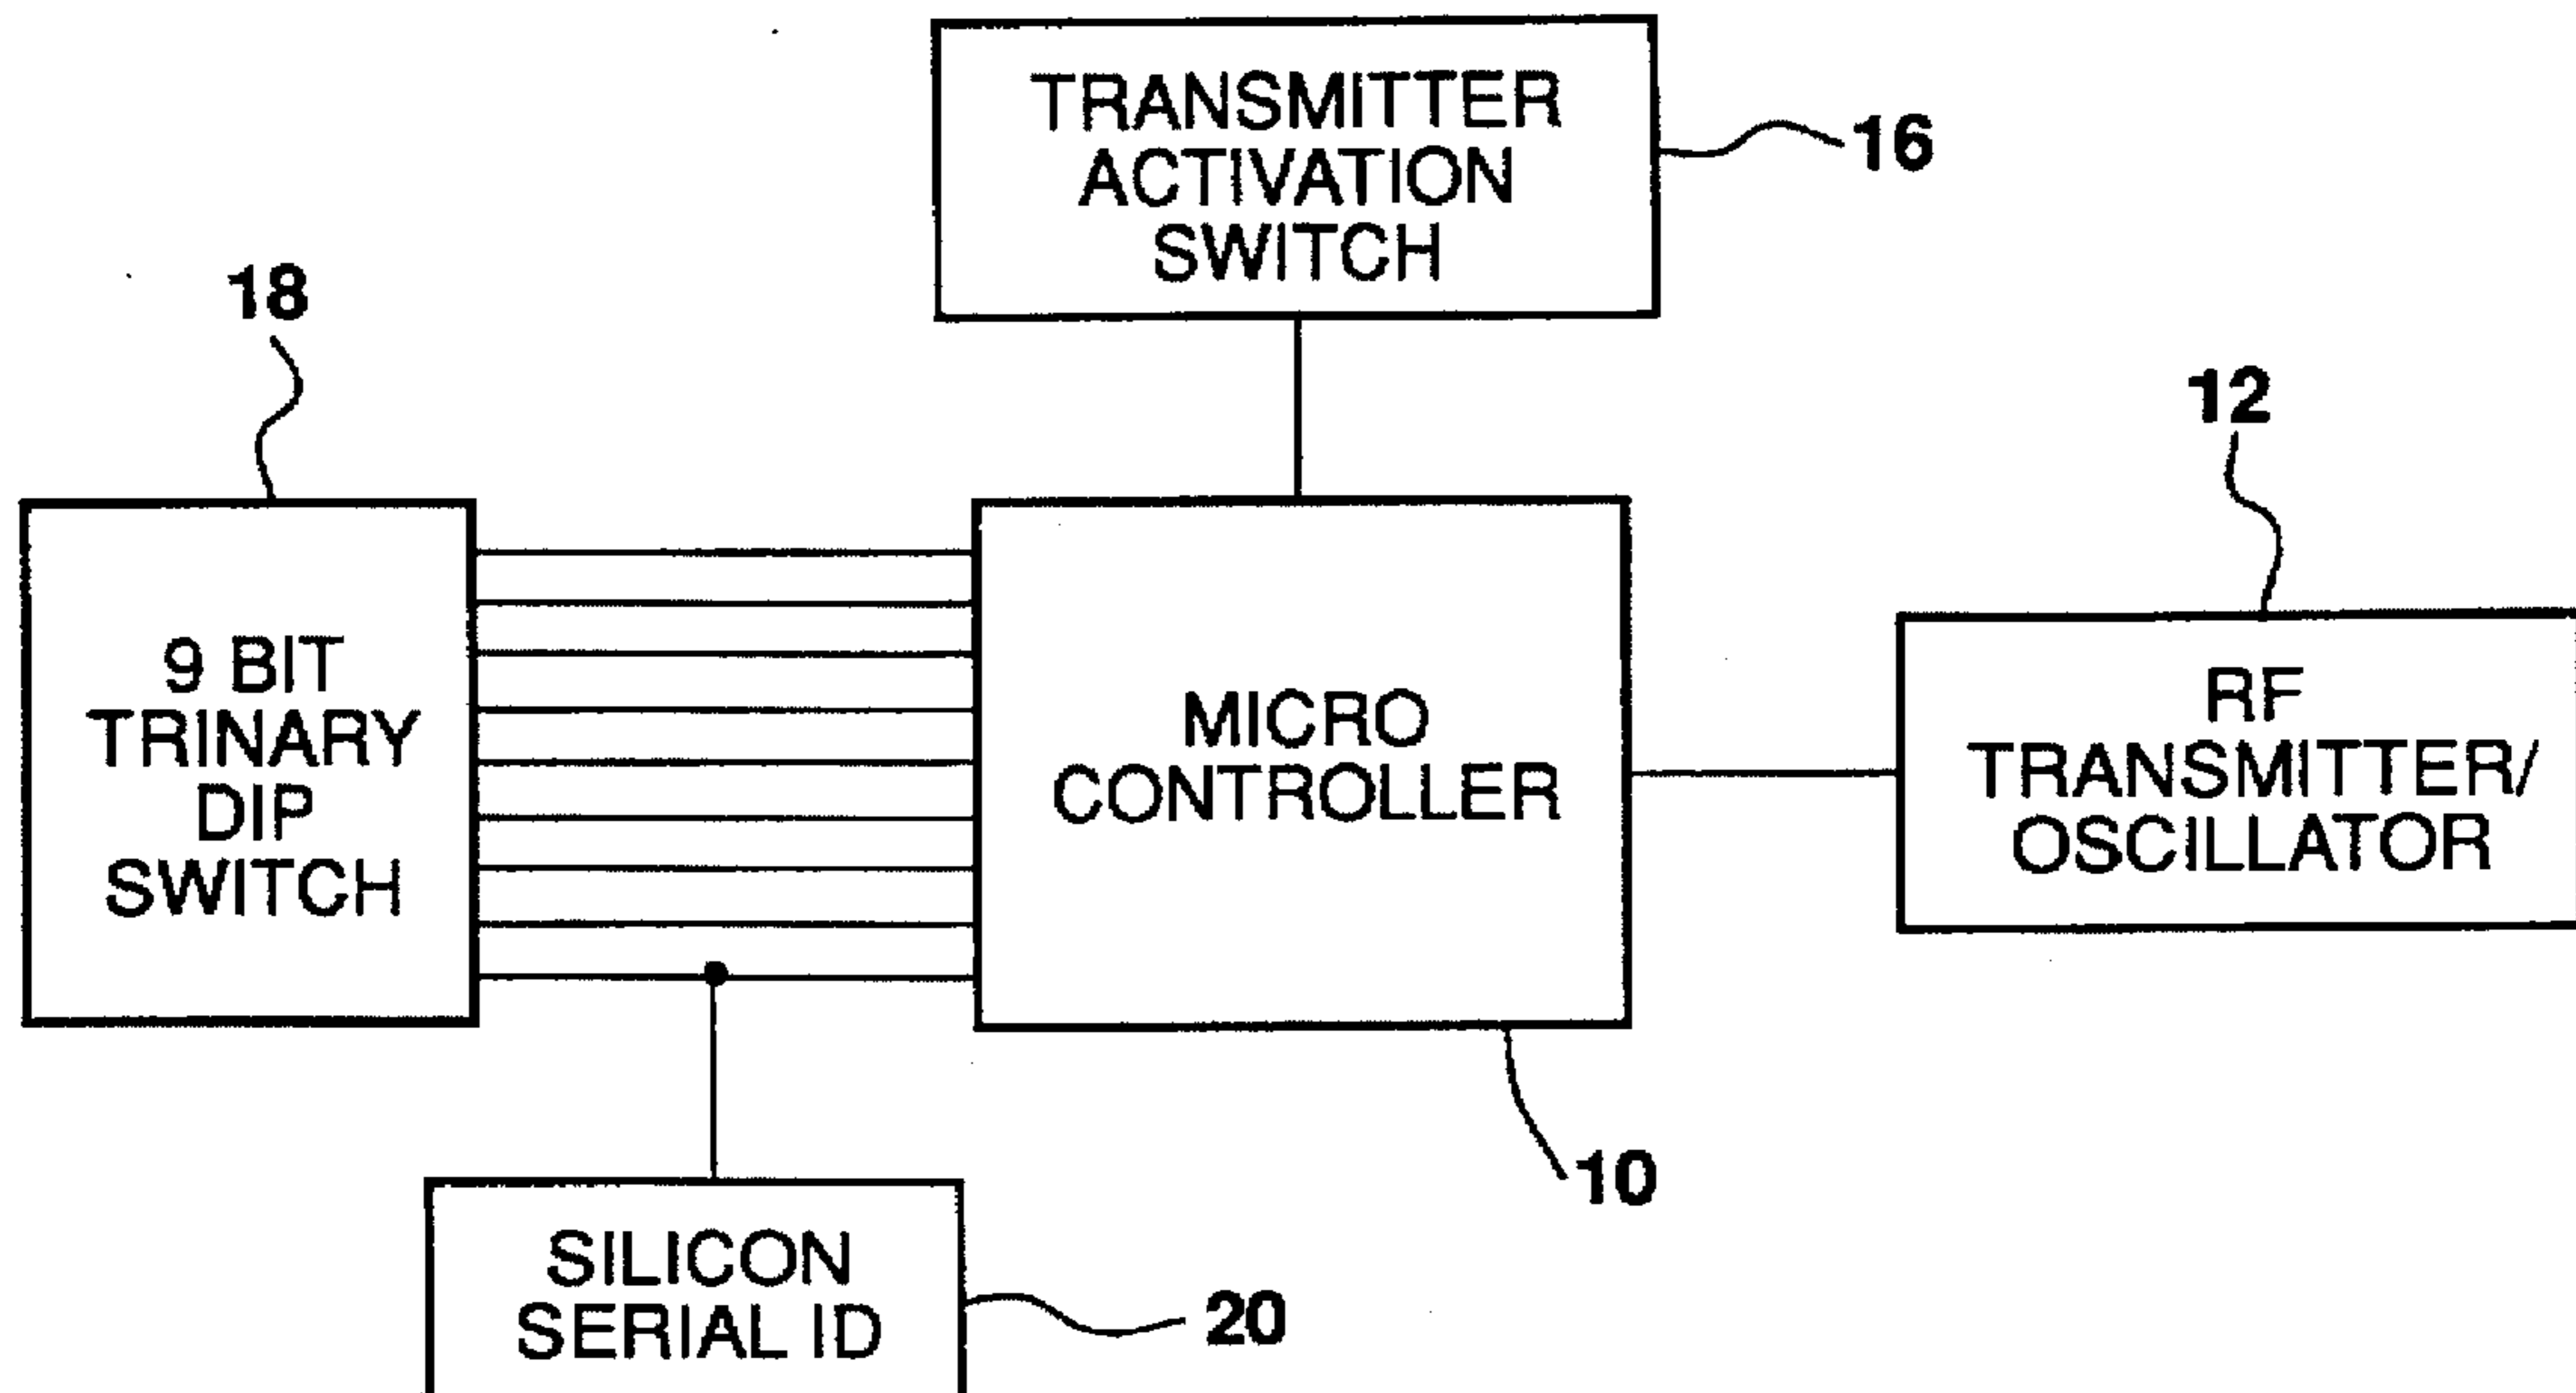 TRANSMITTER
ACTIVATION
SWITCH
16
18
12
9 BIT
TRINARY
DIP
SWITCH
MICRO
CONTROLLER
RF
TRANSMITTER/
OSCILLATOR
10
SILICON
SERIAL ID
20